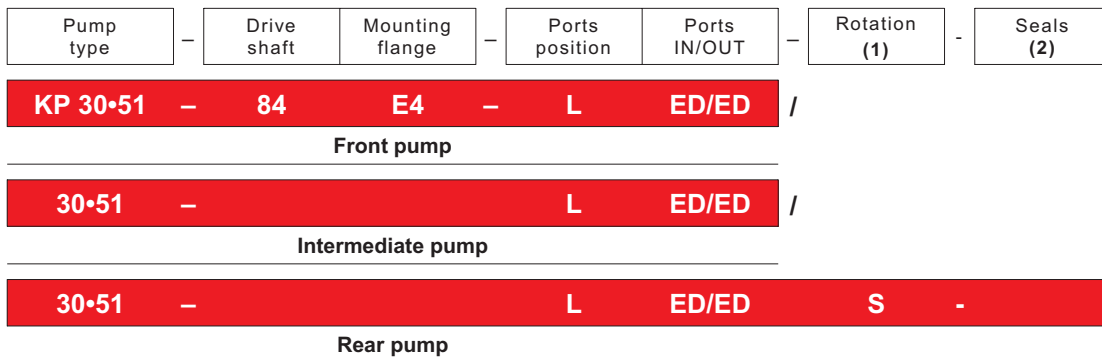 Pump type – Drive shaft Mounting flange – Ports position Ports IN/OUT – Rotation (1) - Seals (2)
KP 30•51 – 84 E4 – L ED/ED /
Front pump
30•51 – L ED/ED /
Intermediate pump
30•51 – L ED/ED S -
Rear pump